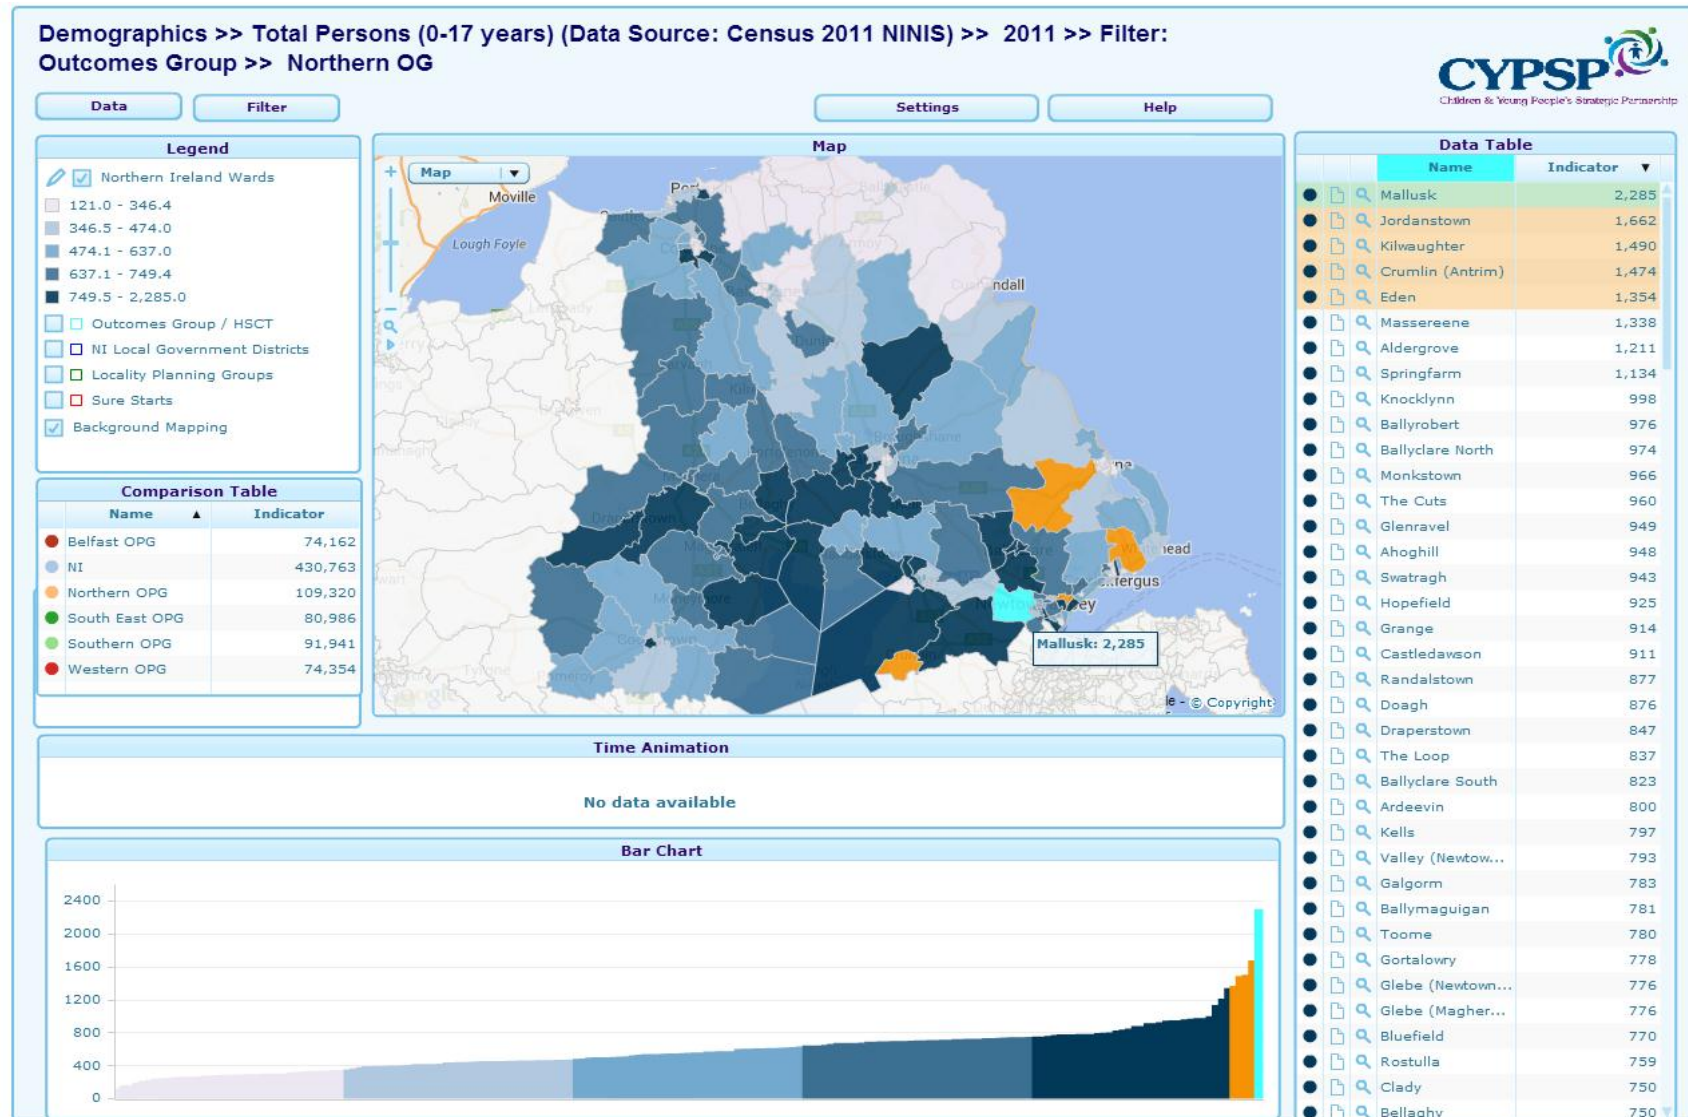 Demographics >> Total Persons (0-17 years) (Data Source: Census 2011 NINIS) >> 2011 >> Filter:
Outcomes Group >> Northern OG
CYPSP
Children & Young People's Strategic Partnership
Data
Filter
Settings
Help
Legend
Northern Ireland Wards
121.0 - 346.4
346.5 - 474.0
474.1 - 637.0
637.1 - 749.4
749.5 - 2,285.0
Outcomes Group / HSCT
NI Local Government Districts
Locality Planning Groups
Sure Starts
Background Mapping
Comparison Table
Name ▲ Indicator
Belfast OPG 74,162
NI 430,763
Northern OPG 109,320
South East OPG 80,986
Southern OPG 91,941
Western OPG 74,354
Map
Map ▼
Moville
Lough Foyle
Mallusk: 2,285
© Copyright
Time Animation
No data available
Bar Chart
2400
2000
1600
1200
800
400
0
Data Table
Name Indicator ▼
Mallusk 2,285
Jordanstown 1,662
Kilwaughter 1,490
Crumlin (Antrim) 1,474
Eden 1,354
Massereene 1,338
Aldergrove 1,211
Springfarm 1,134
Knocklynn 998
Ballyrobert 976
Ballyclare North 974
Monkstown 966
The Cuts 960
Glenravel 949
Ahoghill 948
Swatragh 943
Hopefield 925
Grange 914
Castledawson 911
Randalstown 877
Doagh 876
Draperstown 847
The Loop 837
Ballyclare South 823
Ardeevin 800
Kells 797
Valley (Newtow... 793
Galgorm 783
Ballymaguigan 781
Toome 780
Gortalowry 778
Glebe (Newtown... 776
Glebe (Magher... 776
Bluefield 770
Rostulla 759
Clady 750
Bellaghy 750